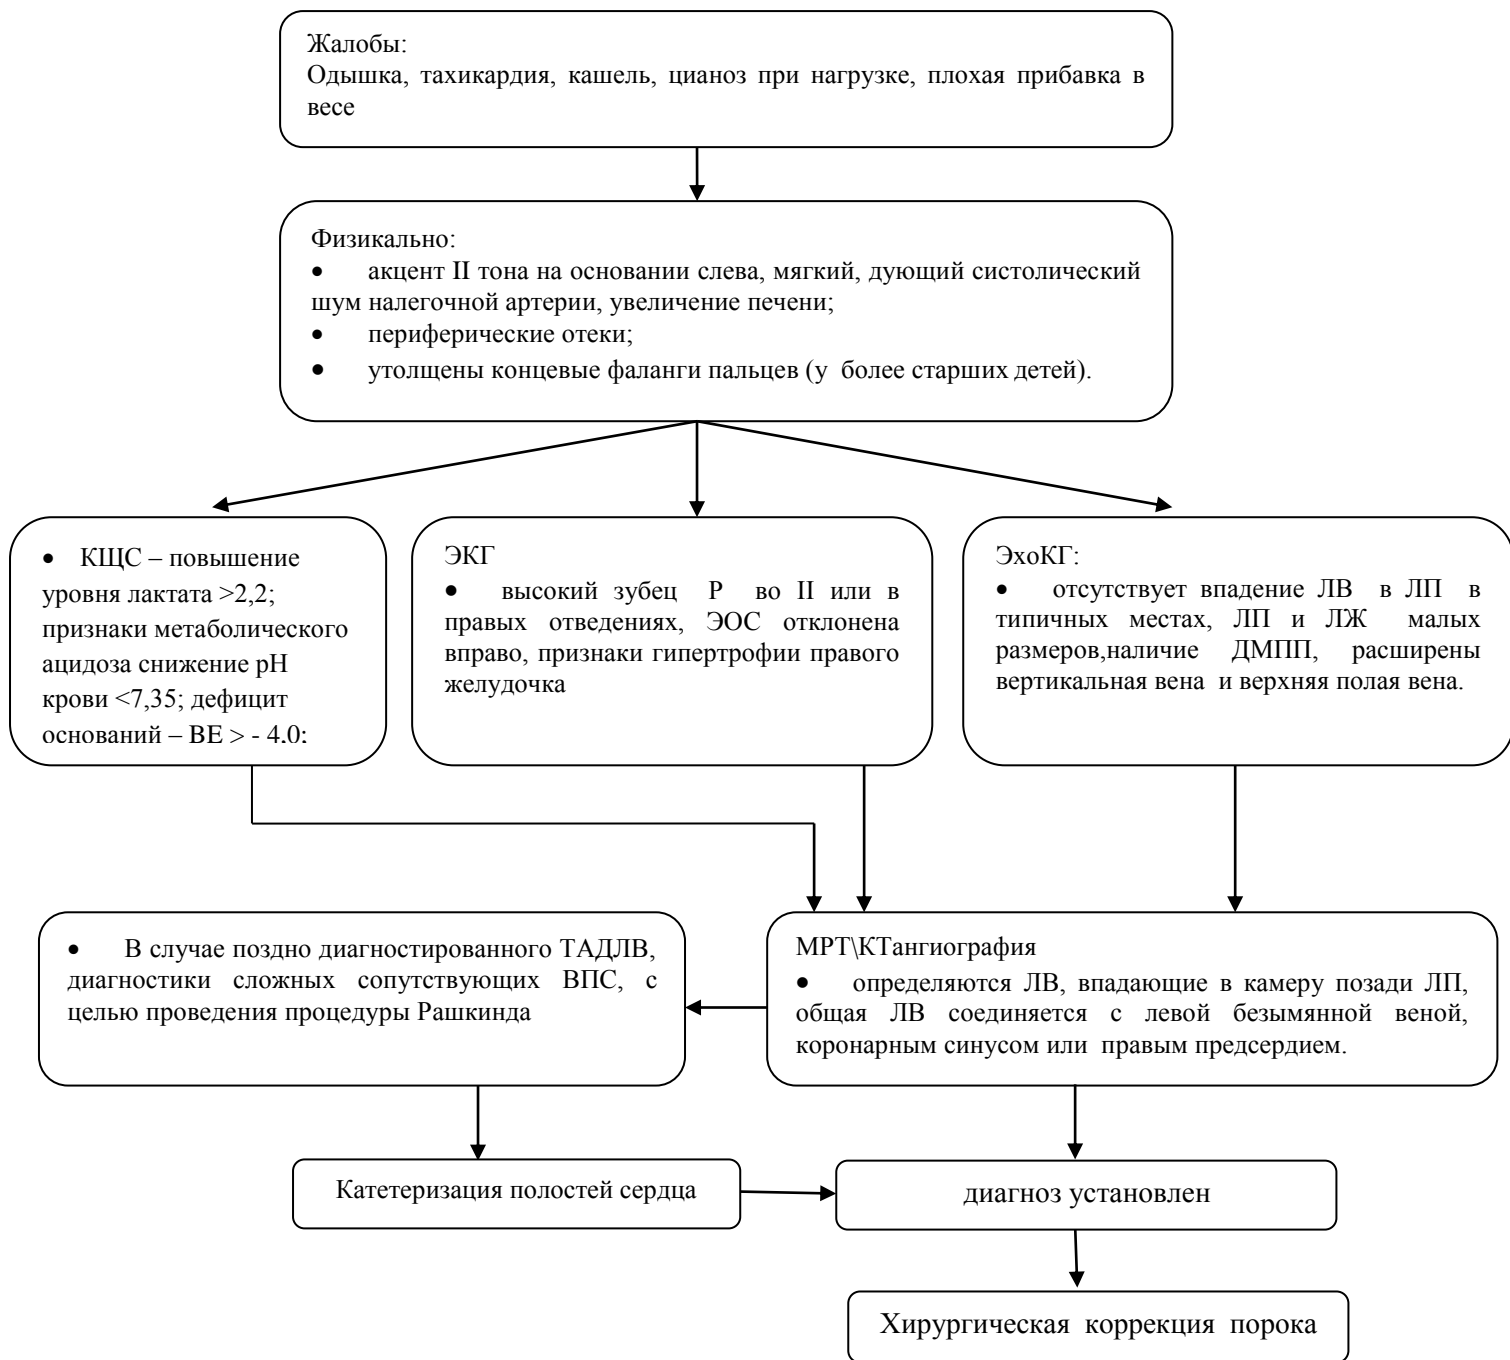 Жалобы:
Одышка, тахикардия, кашель, цианоз при нагрузке, плохая прибавка в
весе
Физикально:
• акцент II тона на основании слева, мягкий, дующий систолический
шум налегочной артерии, увеличение печени;
• периферические отеки;
• утолщены концевые фаланги пальцев (у более старших детей).
• КЩС – повышение
уровня лактата >2,2;
признаки метаболического
ацидоза снижение pH
крови <7,35; дефицит
оснований – BE > - 4,0;
ЭКГ
• высокий зубец Р во II или в
правых отведениях, ЭОС отклонена
вправо, признаки гипертрофии правого
желудочка
ЭхоКГ:
• отсутствует впадение ЛВ в ЛП в
типичных местах, ЛП и ЛЖ малых
размеров,наличие ДМПП, расширены
вертикальная вена и верхняя полая вена.
• В случае поздно диагностированного ТАДЛВ,
диагностики сложных сопутствующих ВПС, с
целью проведения процедуры Рашкинда
МРТ\КТангиография
• определяются ЛВ, впадающие в камеру позади ЛП,
общая ЛВ соединяется с левой безымянной веной,
коронарным синусом или правым предсердием.
Катетеризация полостей сердца
диагноз установлен
Хирургическая коррекция порока